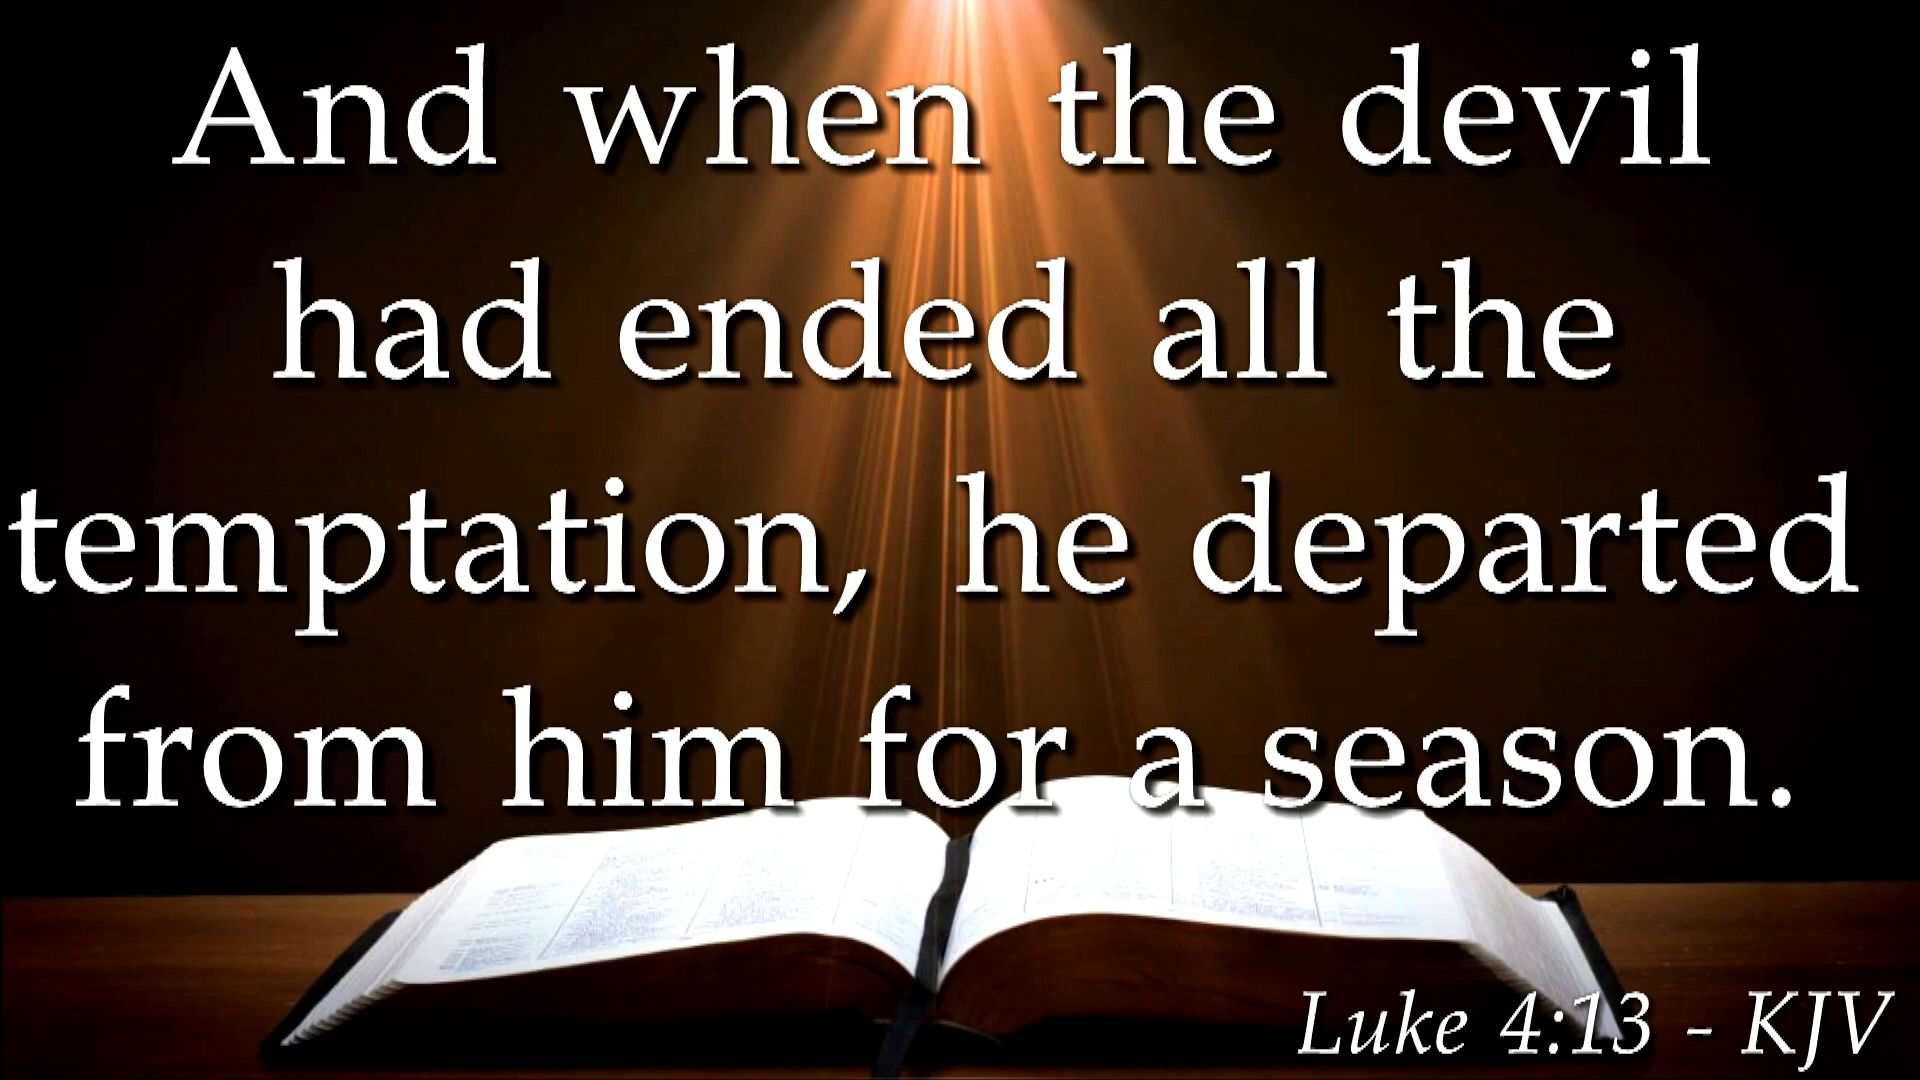 And when the devil
had ended all the
temptation, he departed
from him for a season.
Luke 4:13 - KJV